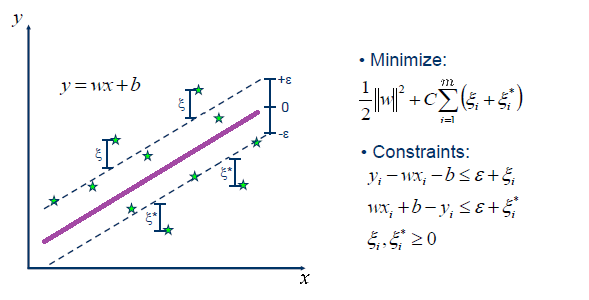 y
y = wx + b
ξ
ξ
+ε
0
-ε
ξ*
ξ*
x
• Minimize:
1/2 ||w||² + C ∑_{i=1}^{m} (ξ_i + ξ_i^*)
• Constraints:
y_i − wx_i − b ≤ ε + ξ_i
wx_i + b − y_i ≤ ε + ξ_i^*
ξ_i, ξ_i^* ≥ 0